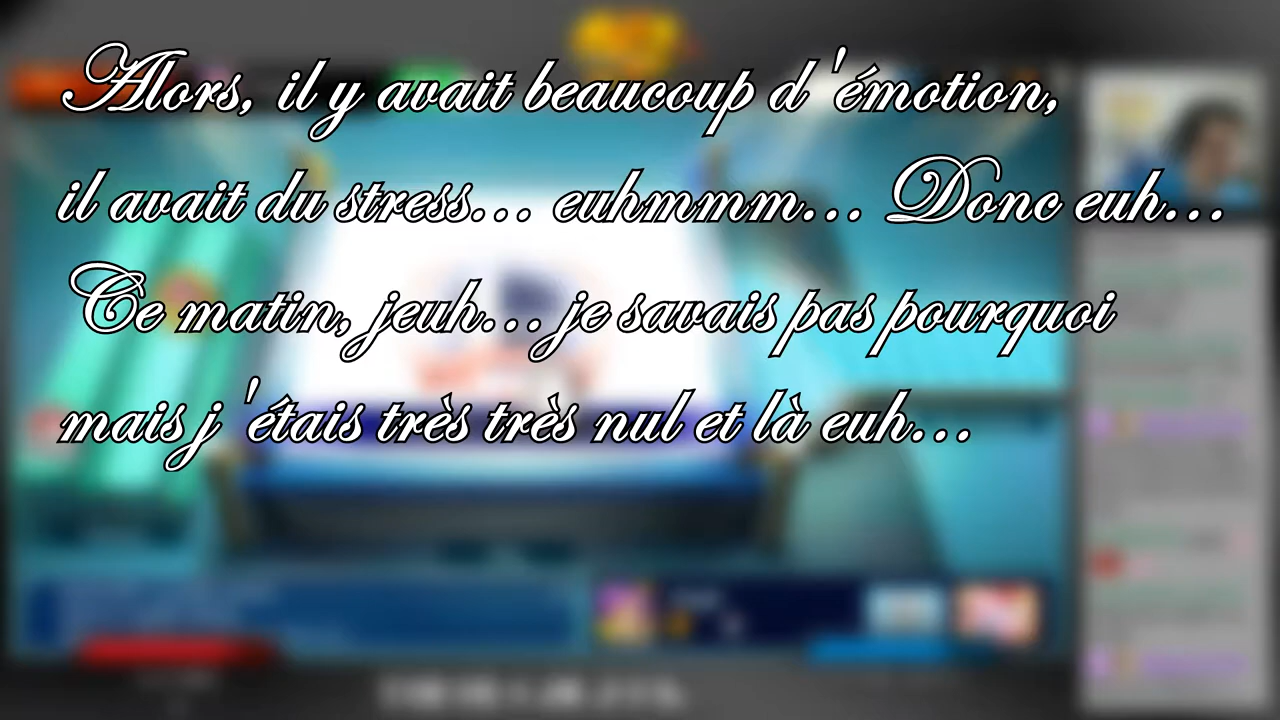 Alors, il y avait beaucoup d'émotion,
il avait du stress... euhmmm... Donc euh...
Ce matin, jeuh... je savais pas pourquoi
mais j'étais très très nul et là euh...